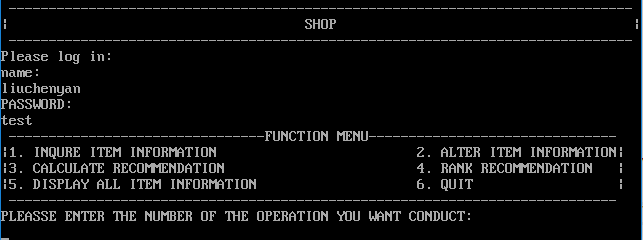 SHOP
Please log in:
name:
liuchenyan
PASSWORD:
test
FUNCTION MENU
1. INQURE ITEM INFORMATION 2. ALTER ITEM INFORMATION
3. CALCULATE RECOMMENDATION 4. RANK RECOMMENDATION
5. DISPLAY ALL ITEM INFORMATION 6. QUIT
PLEASSE ENTER THE NUMBER OF THE OPERATION YOU WANT CONDUCT: